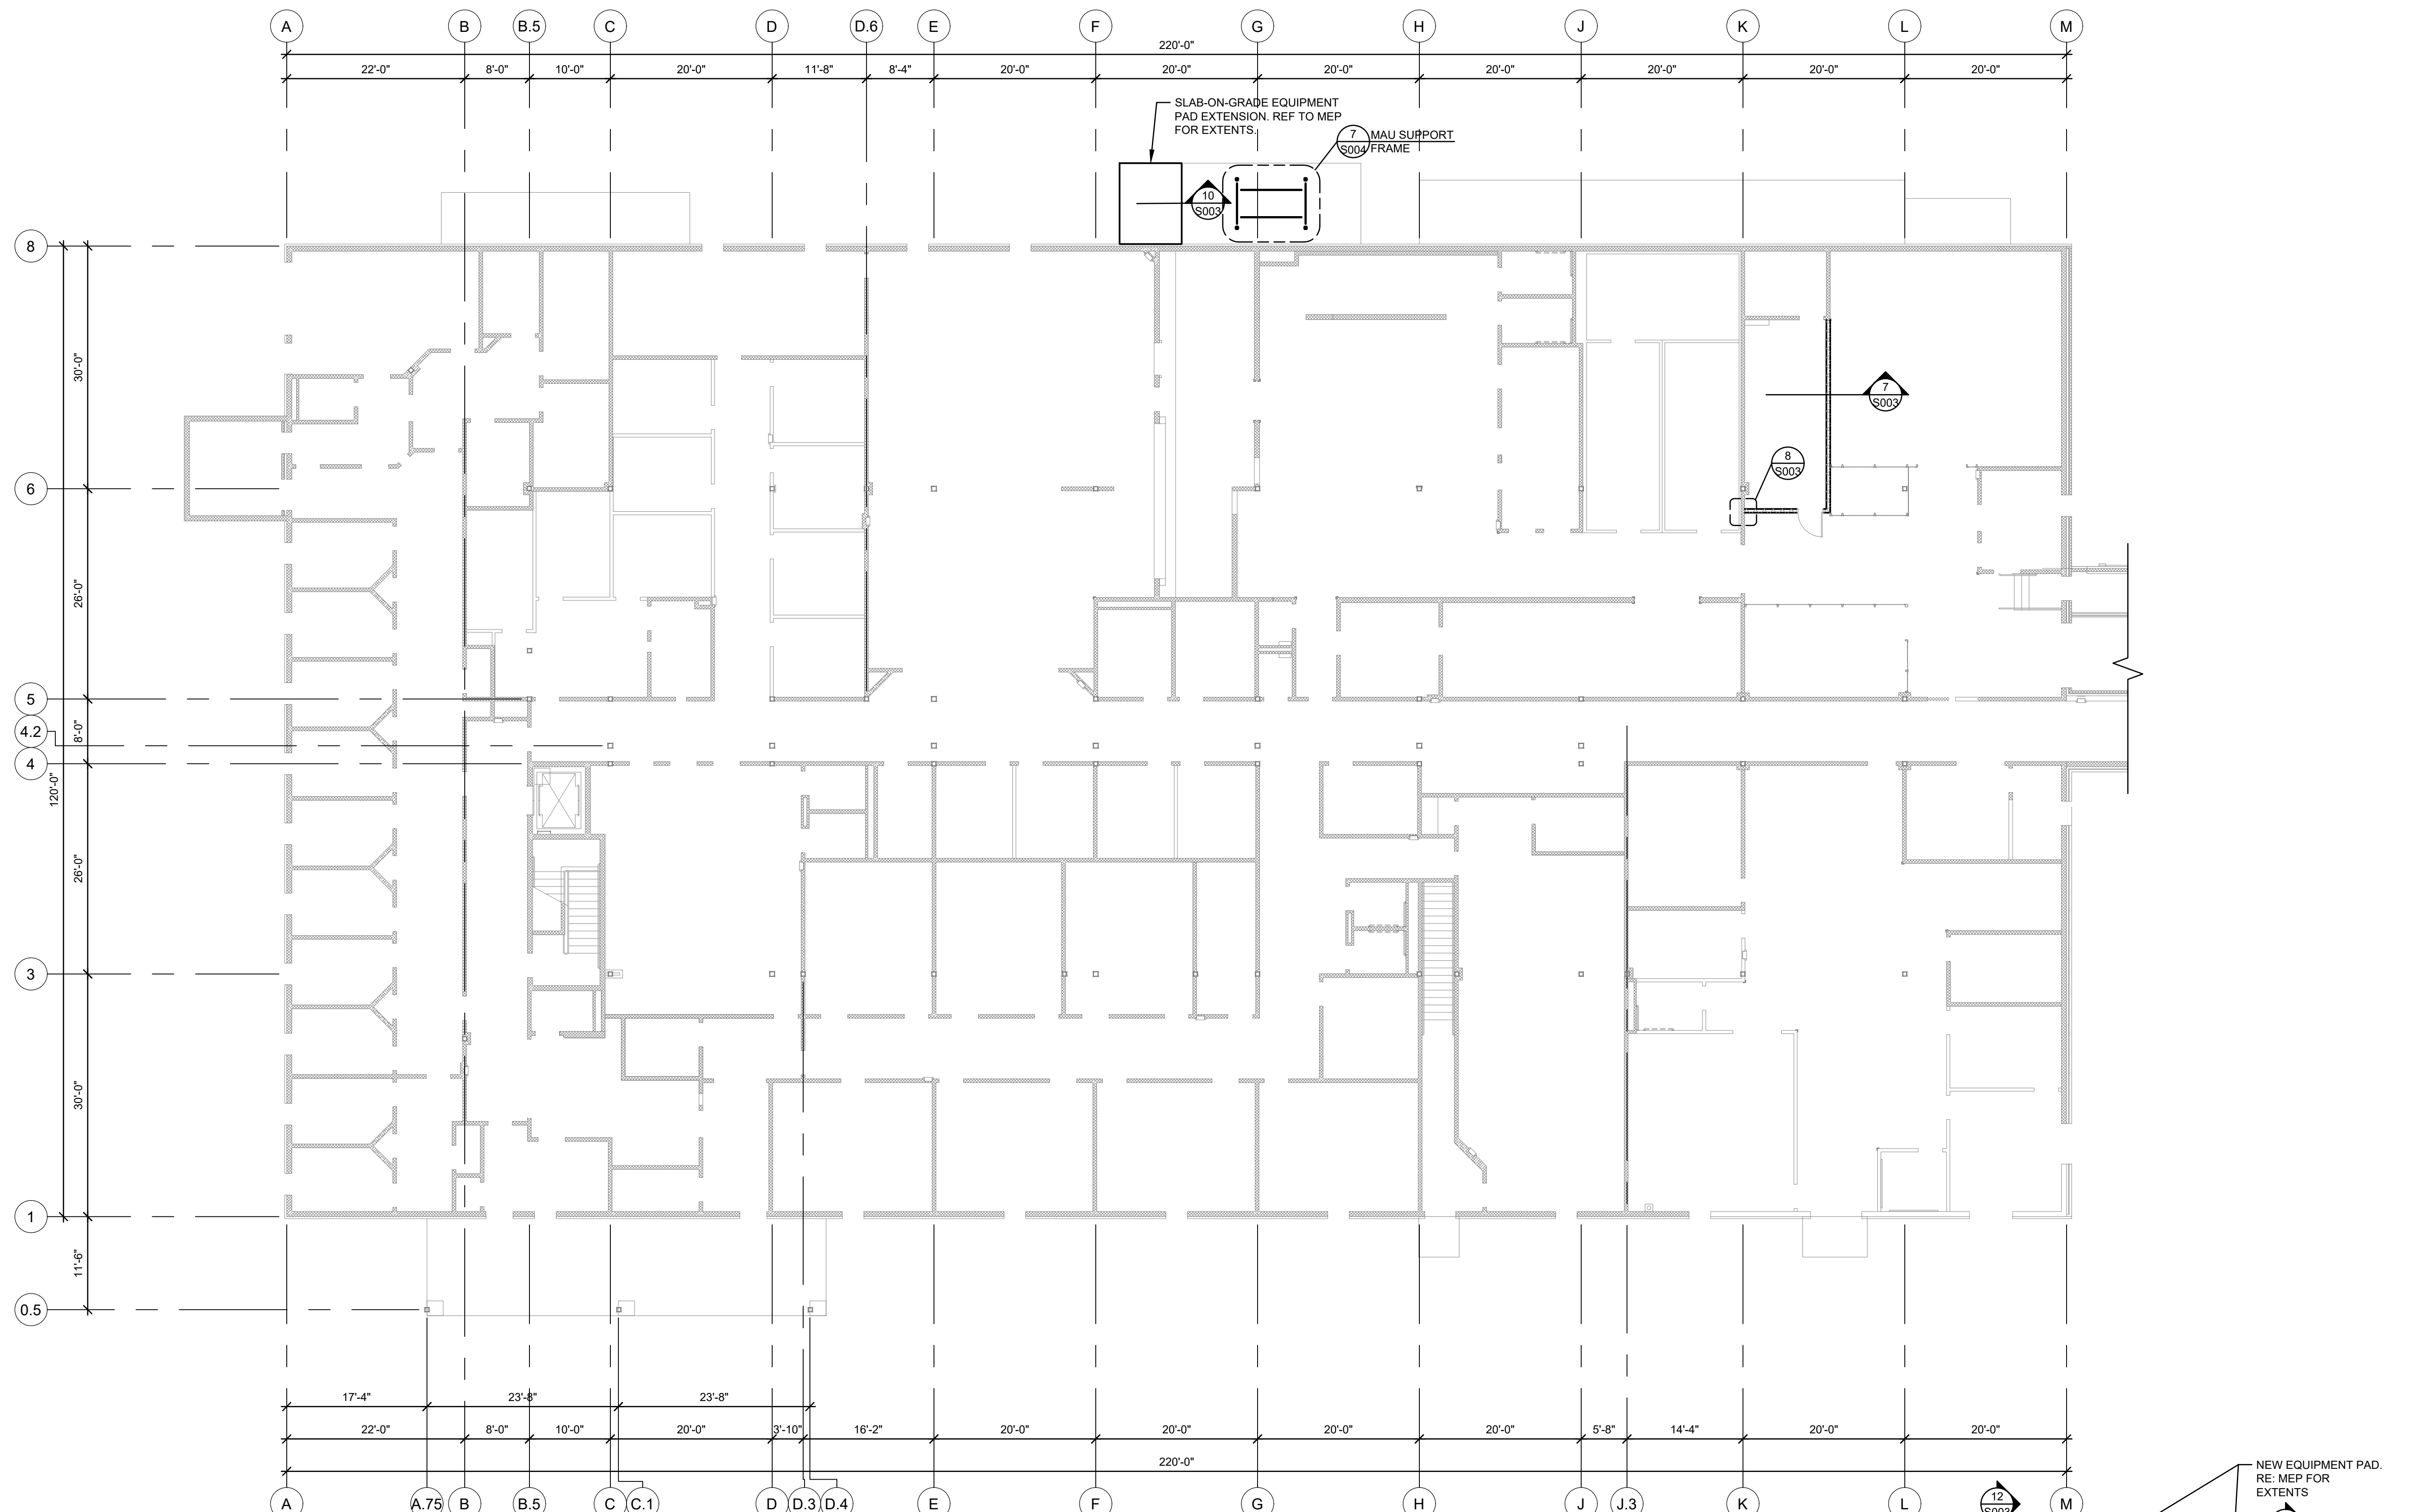 A B B.5 C D D.6 E F G H J K L M
220'-0"
22'-0" 8'-0" 10'-0" 20'-0" 11'-8" 8'-4" 20'-0" 20'-0" 20'-0" 20'-0" 20'-0" 20'-0" 20'-0"
SLAB-ON-GRADE EQUIPMENT
PAD EXTENSION. REF TO MEP
FOR EXTENTS.
7
S004
MAU SUPPORT
FRAME
10
S003
8
30'-0"
7
S003
8
S003
6
26'-0"
5
8'-0"
4.2
4
120'-0"
26'-0"
3
30'-0"
1
11'-6"
0.5
17'-4" 23'-8" 23'-8"
22'-0" 8'-0" 10'-0" 20'-0" 3'-10" 16'-2" 20'-0" 20'-0" 20'-0" 20'-0" 5'-8" 14'-4" 20'-0" 20'-0"
220'-0"
NEW EQUIPMENT PAD.
RE: MEP FOR
EXTENTS
12
S003
A A.75 B B.5 C C.1 D D.3 D.4 E F G H J J.3 K L M